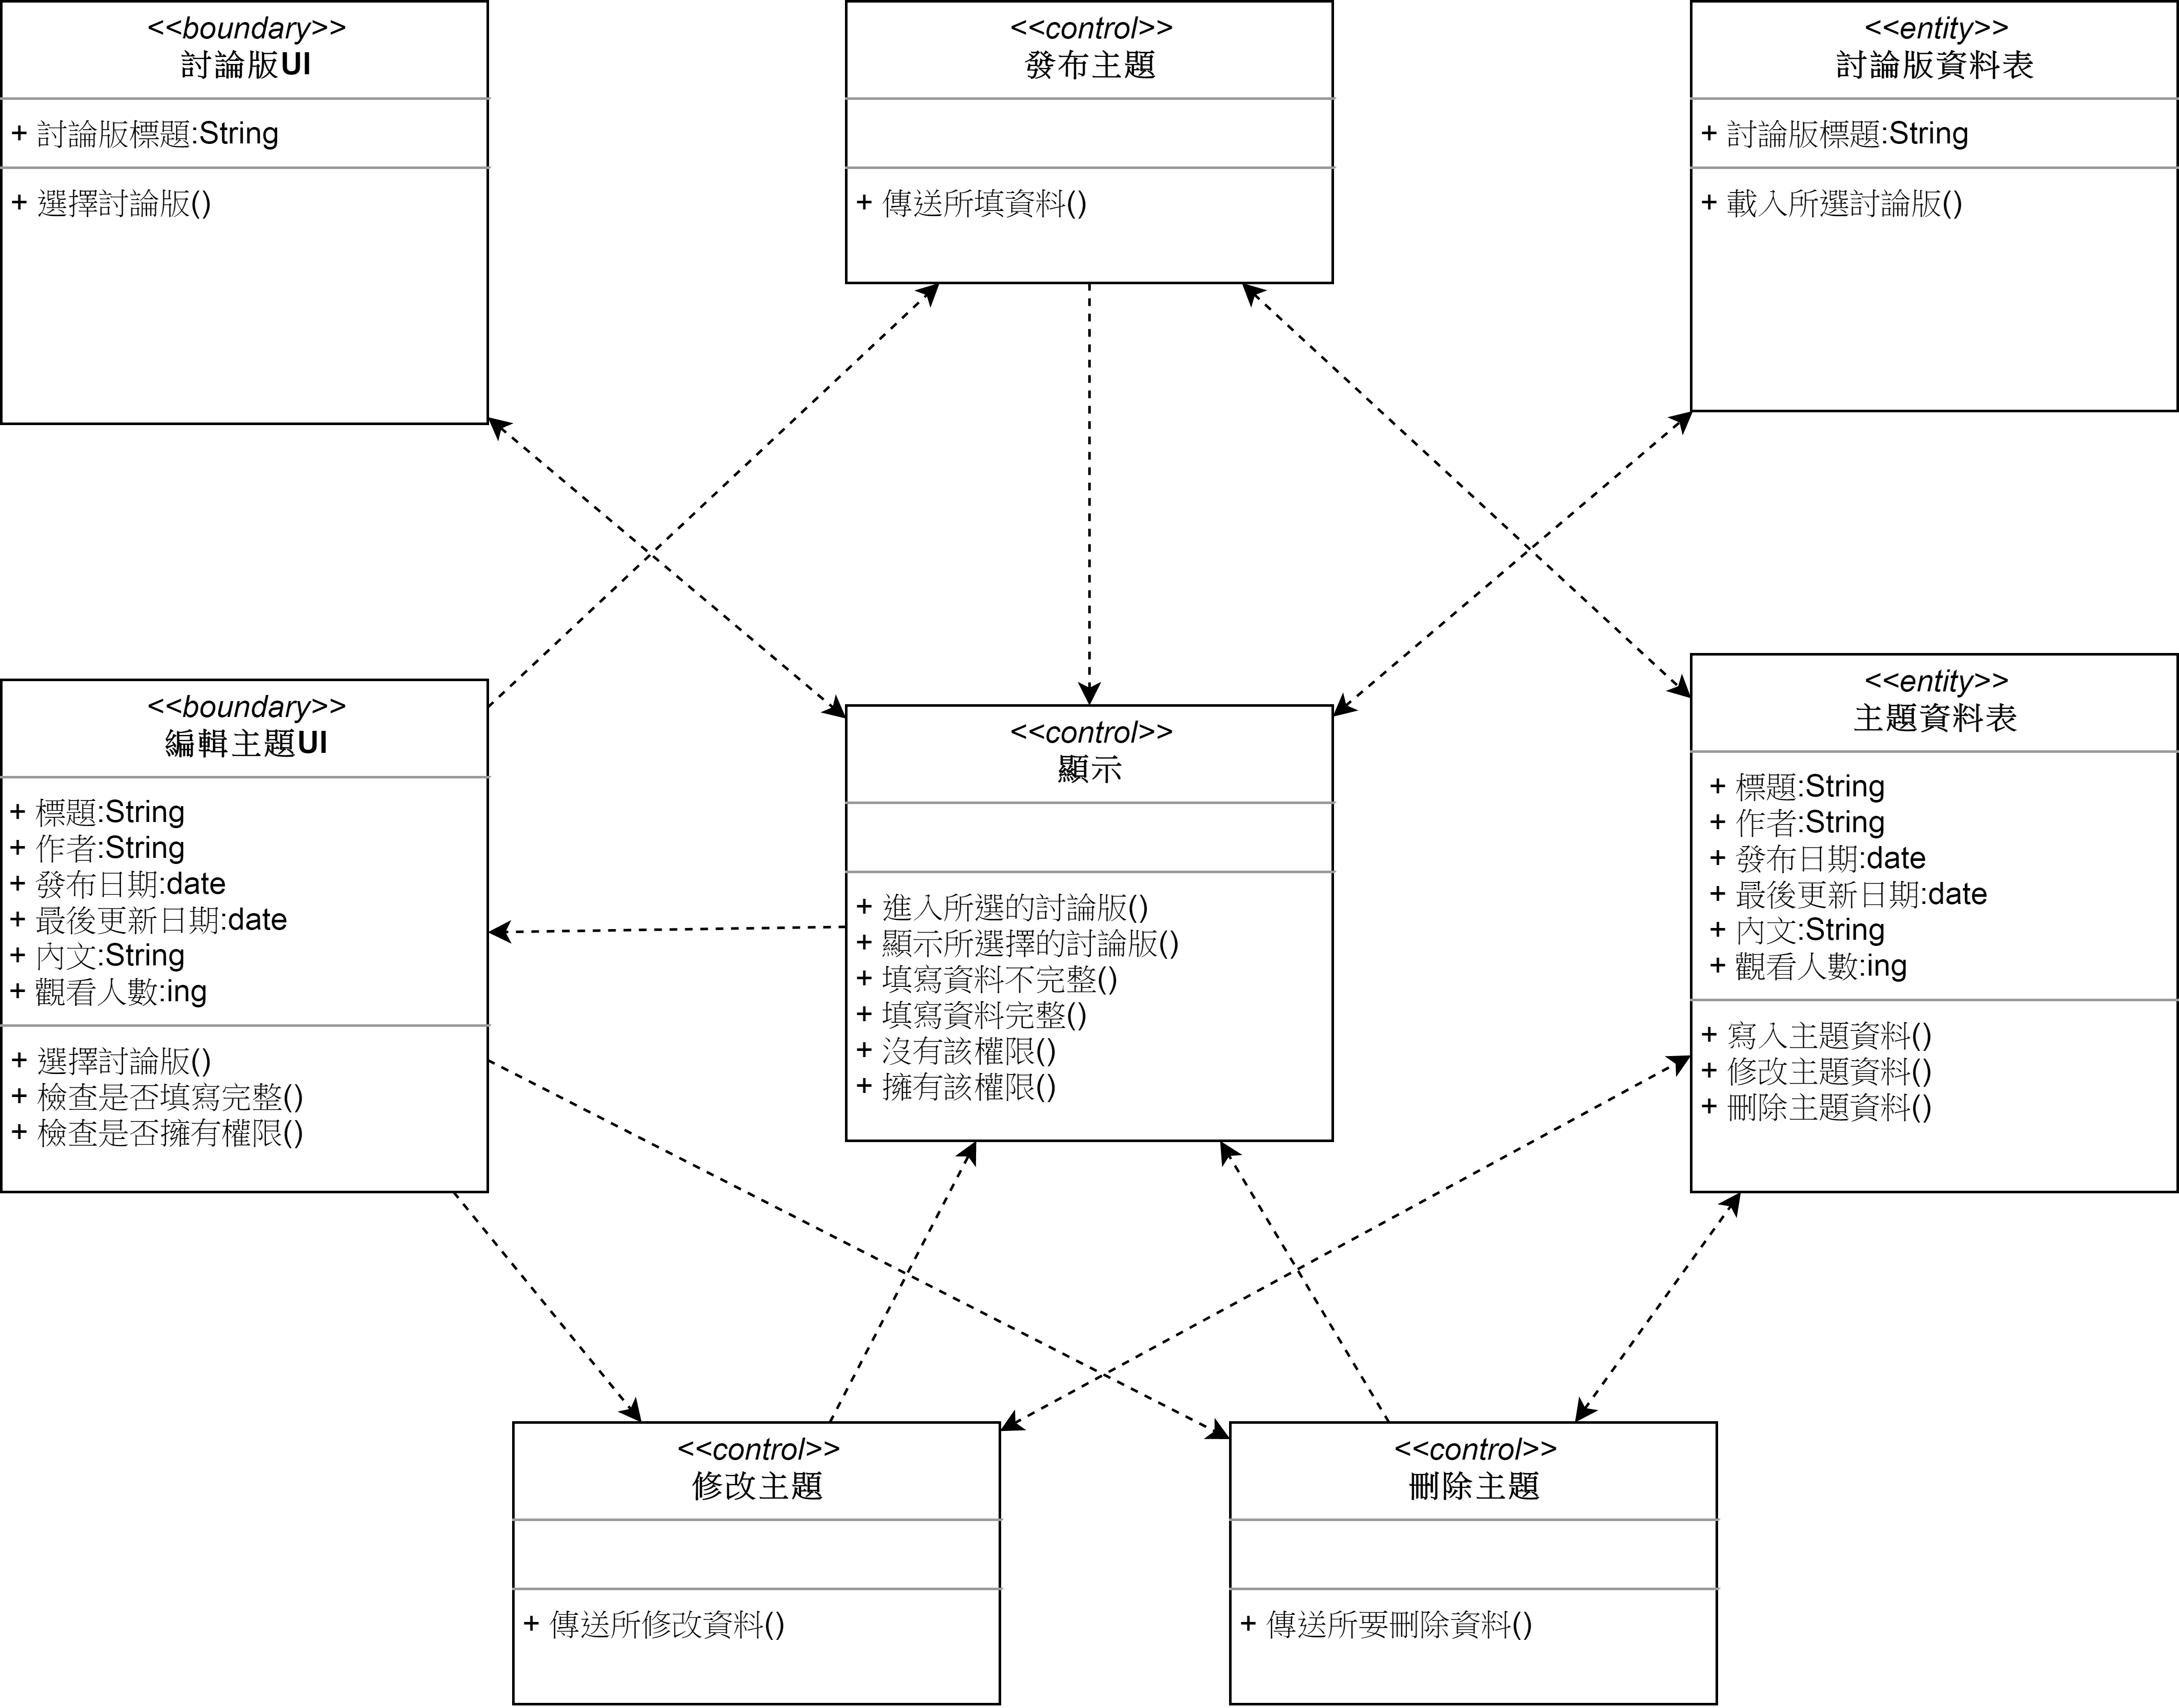 <<boundary>>
討論版UI
+ 討論版標題:String
+ 選擇討論版()
<<control>>
發布主題
+ 傳送所填資料()
<<entity>>
討論版資料表
+ 討論版標題:String
+ 載入所選討論版()
<<boundary>>
編輯主題UI
+ 標題:String
+ 作者:String
+ 發布日期:date
+ 最後更新日期:date
+ 內文:String
+ 觀看人數:ing
+ 選擇討論版()
+ 檢查是否填寫完整()
+ 檢查是否擁有權限()
<<control>>
顯示
+ 進入所選的討論版()
+ 顯示所選擇的討論版()
+ 填寫資料不完整()
+ 填寫資料完整()
+ 沒有該權限()
+ 擁有該權限()
<<entity>>
主題資料表
+ 標題:String
+ 作者:String
+ 發布日期:date
+ 最後更新日期:date
+ 內文:String
+ 觀看人數:ing
+ 寫入主題資料()
+ 修改主題資料()
+ 刪除主題資料()
<<control>>
修改主題
+ 傳送所修改資料()
<<control>>
刪除主題
+ 傳送所要刪除資料()